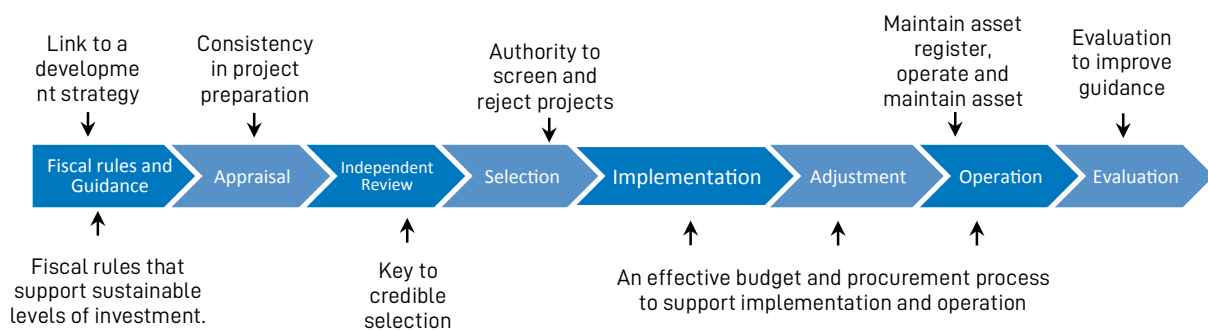 Link to a
developme
nt strategy
Consistency
in project
preparation
Authority to
screen and
reject projects
Maintain asset
register,
operate and
maintain asset
Evaluation
to improve
guidance
Fiscal rules and
Guidance
Appraisal
Independent
Review
Selection
Implementation
Adjustment
Operation
Evaluation
Fiscal rules that
support sustainable
levels of investment.
Key to
credible
selection
An effective budget and procurement process
to support implementation and operation